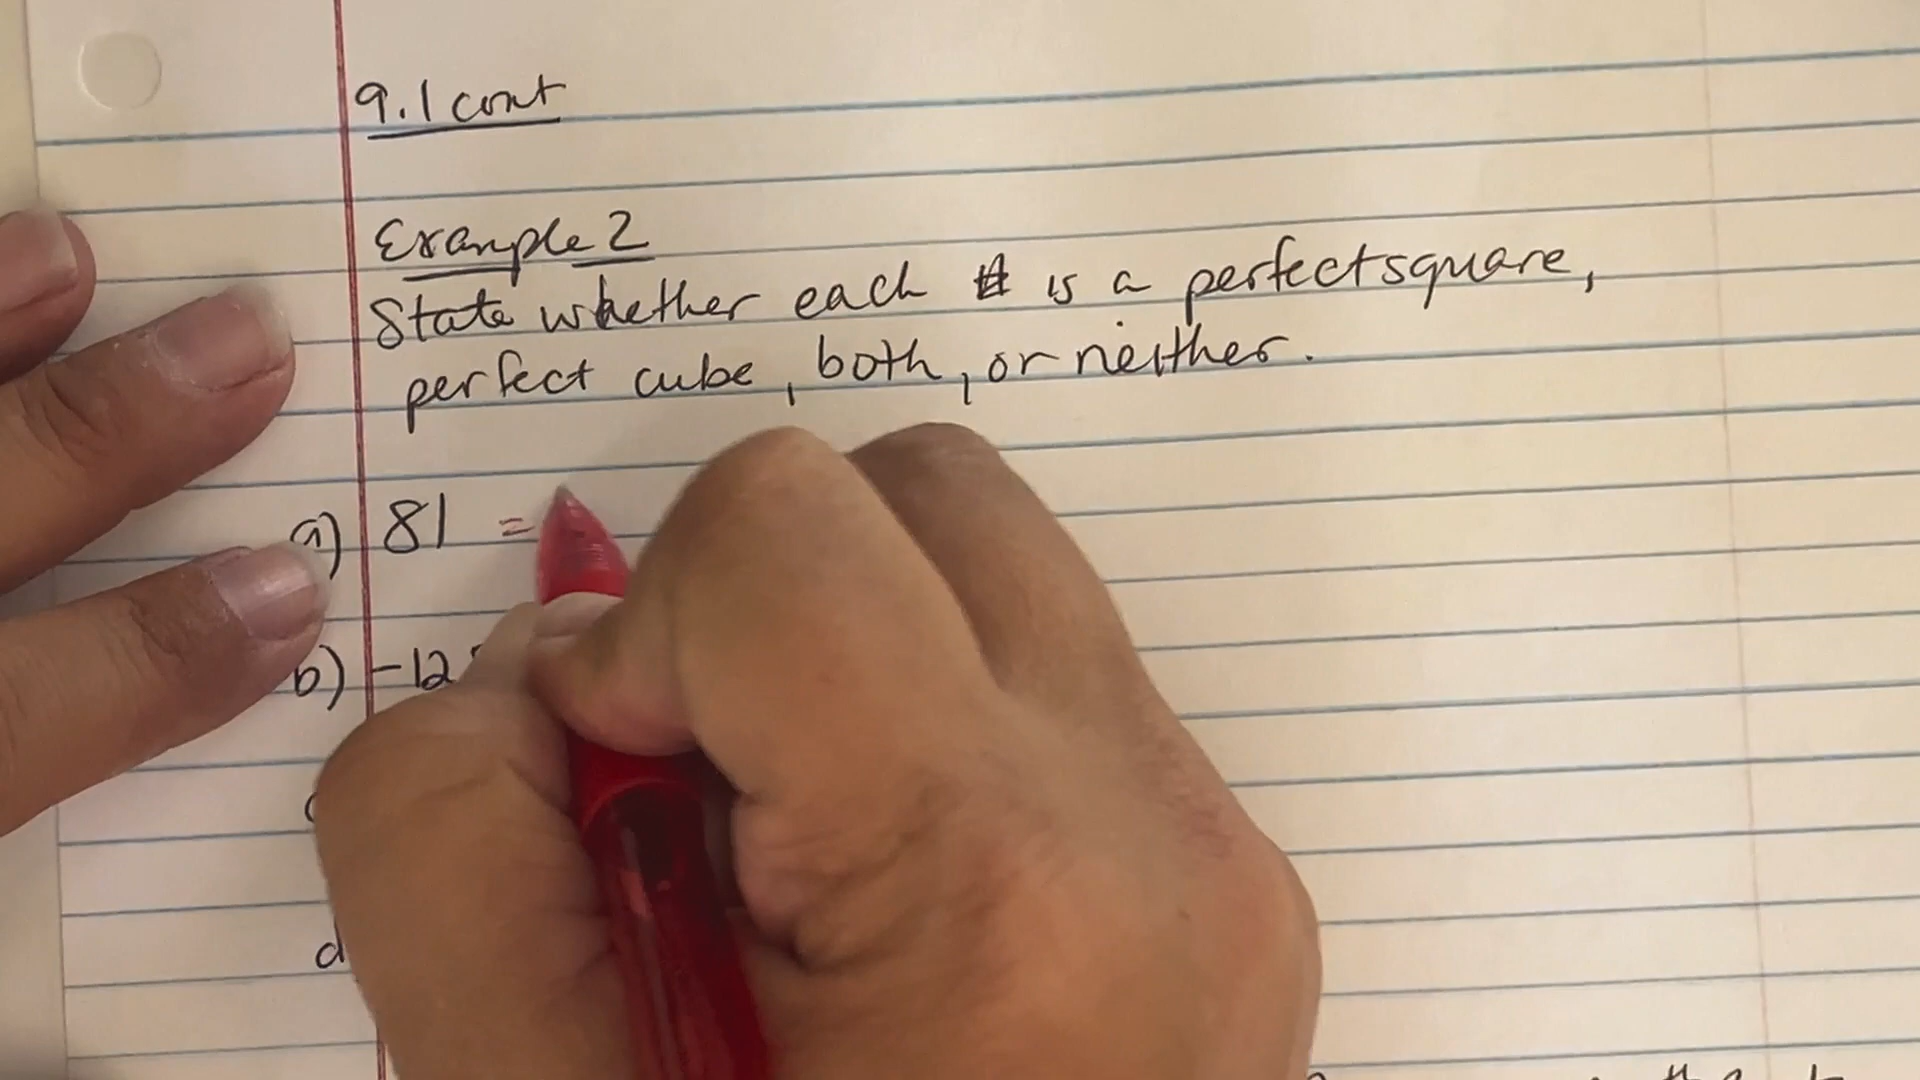 9.1 cont
Example 2
State whether each # is a perfect square,
perfect cube, both, or neither.
a) 81 =
b) -12
d